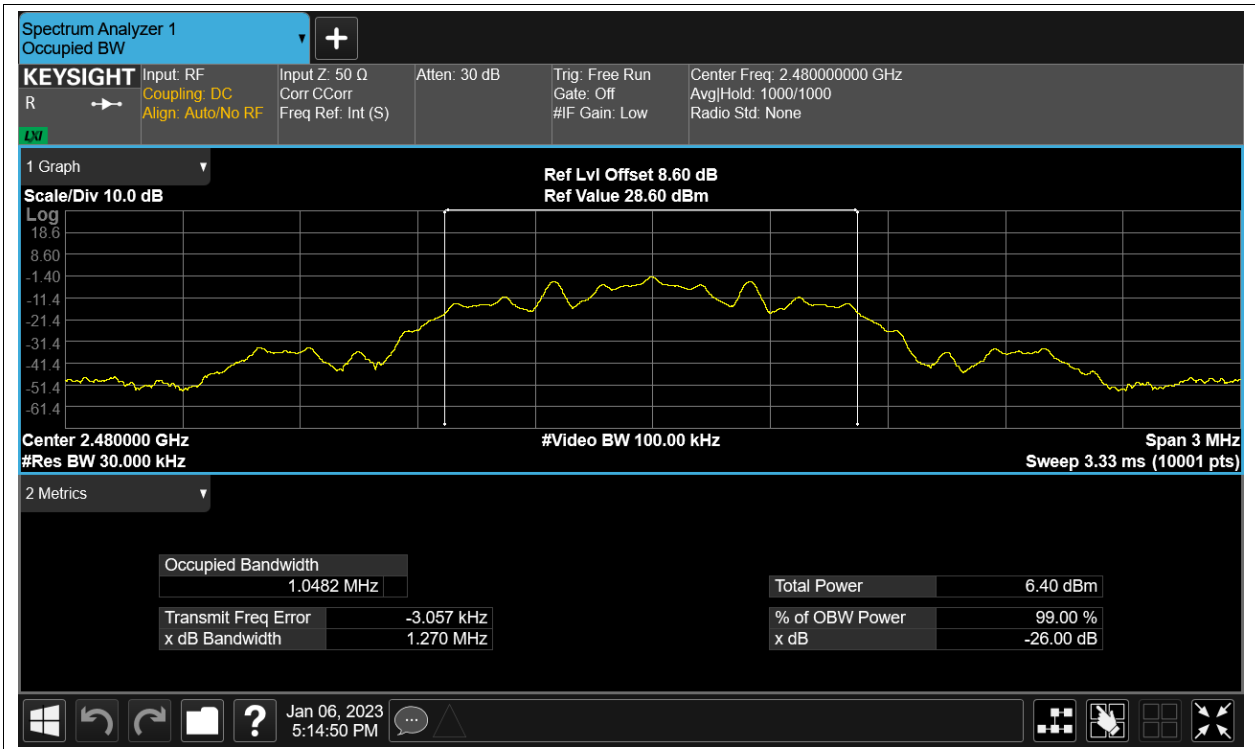 Spectrum Analyzer 1
Occupied BW
KEYSIGHT
R
LXI
Input: RF
Coupling: DC
Align: Auto/No RF
Input Z: 50 Ω
Corr CCorr
Freq Ref: Int (S)
Atten: 30 dB
Trig: Free Run
Gate: Off
#IF Gain: Low
Center Freq: 2.480000000 GHz
Avg|Hold: 1000/1000
Radio Std: None
1 Graph
Scale/Div 10.0 dB
Ref Lvl Offset 8.60 dB
Ref Value 28.60 dBm
Log
18.6
8.60
-1.40
-11.4
-21.4
-31.4
-41.4
-51.4
-61.4
Center 2.480000 GHz
#Video BW 100.00 kHz
Span 3 MHz
#Res BW 30.000 kHz
Sweep 3.33 ms (10001 pts)
2 Metrics
Occupied Bandwidth
1.0482 MHz
Transmit Freq Error -3.057 kHz
x dB Bandwidth 1.270 MHz
Total Power 6.40 dBm
% of OBW Power 99.00 %
x dB -26.00 dB
?
Jan 06, 2023
5:14:50 PM